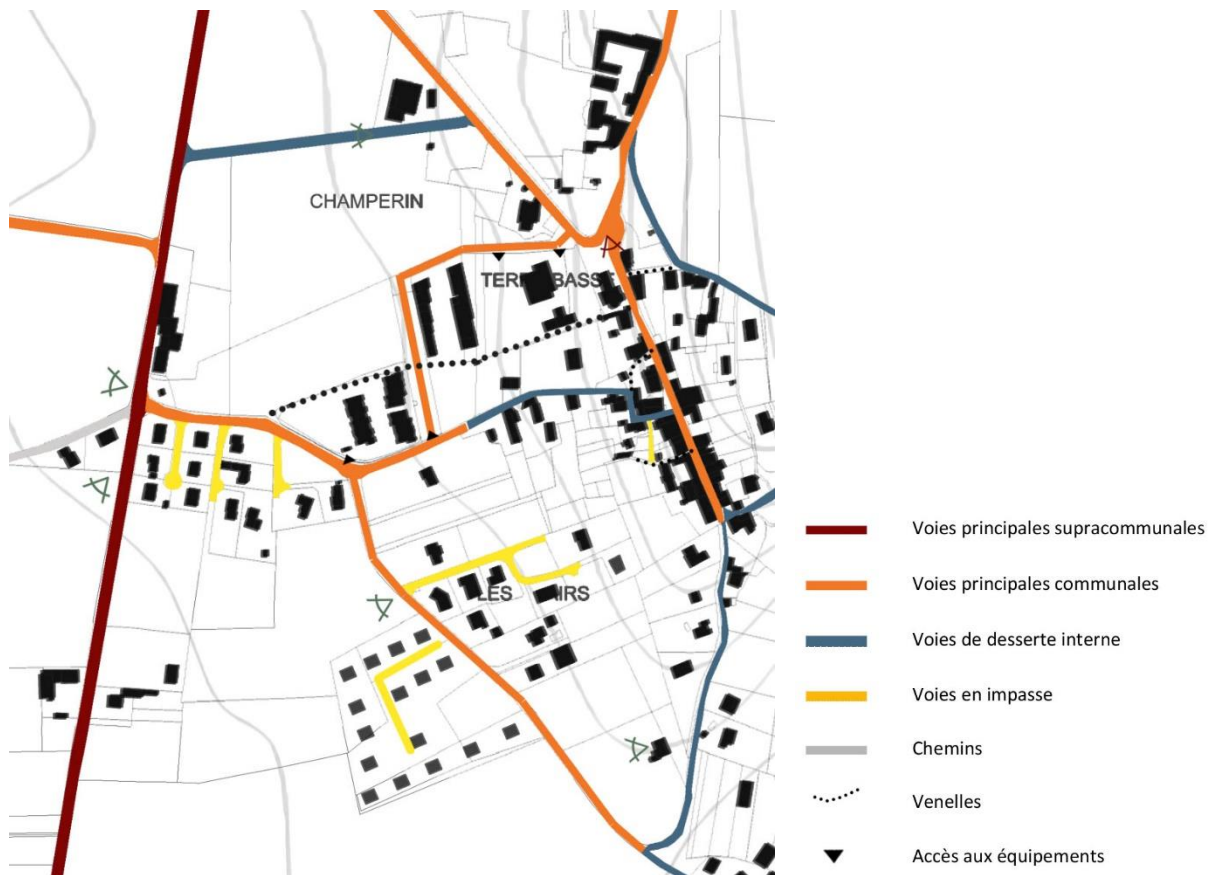 CHAMPERIN
Voies principales supracommunales
Voies principales communales
Voies de desserte interne
Voies en impasse
Chemins
Venelles
Accès aux équipements